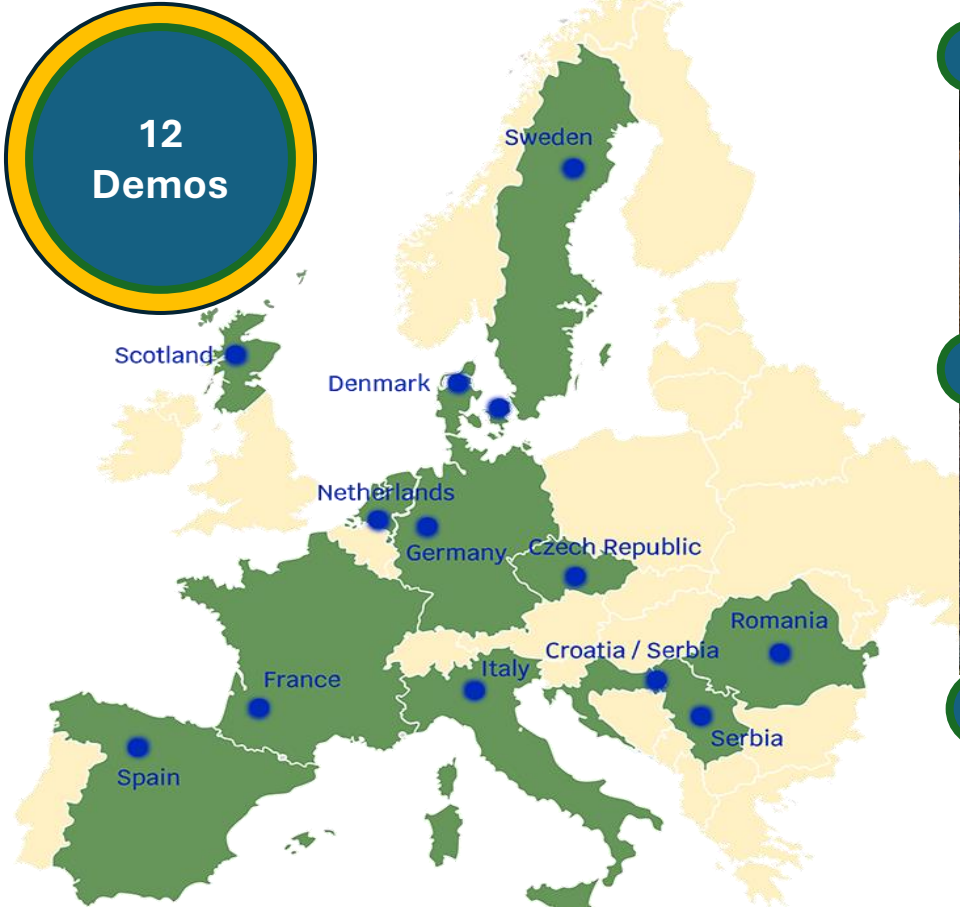 12
Demos
Sweden
Scotland
Denmark
Netherlands
Germany
Czech Republic
Romania
Croatia / Serbia
Italy
France
Serbia
Spain